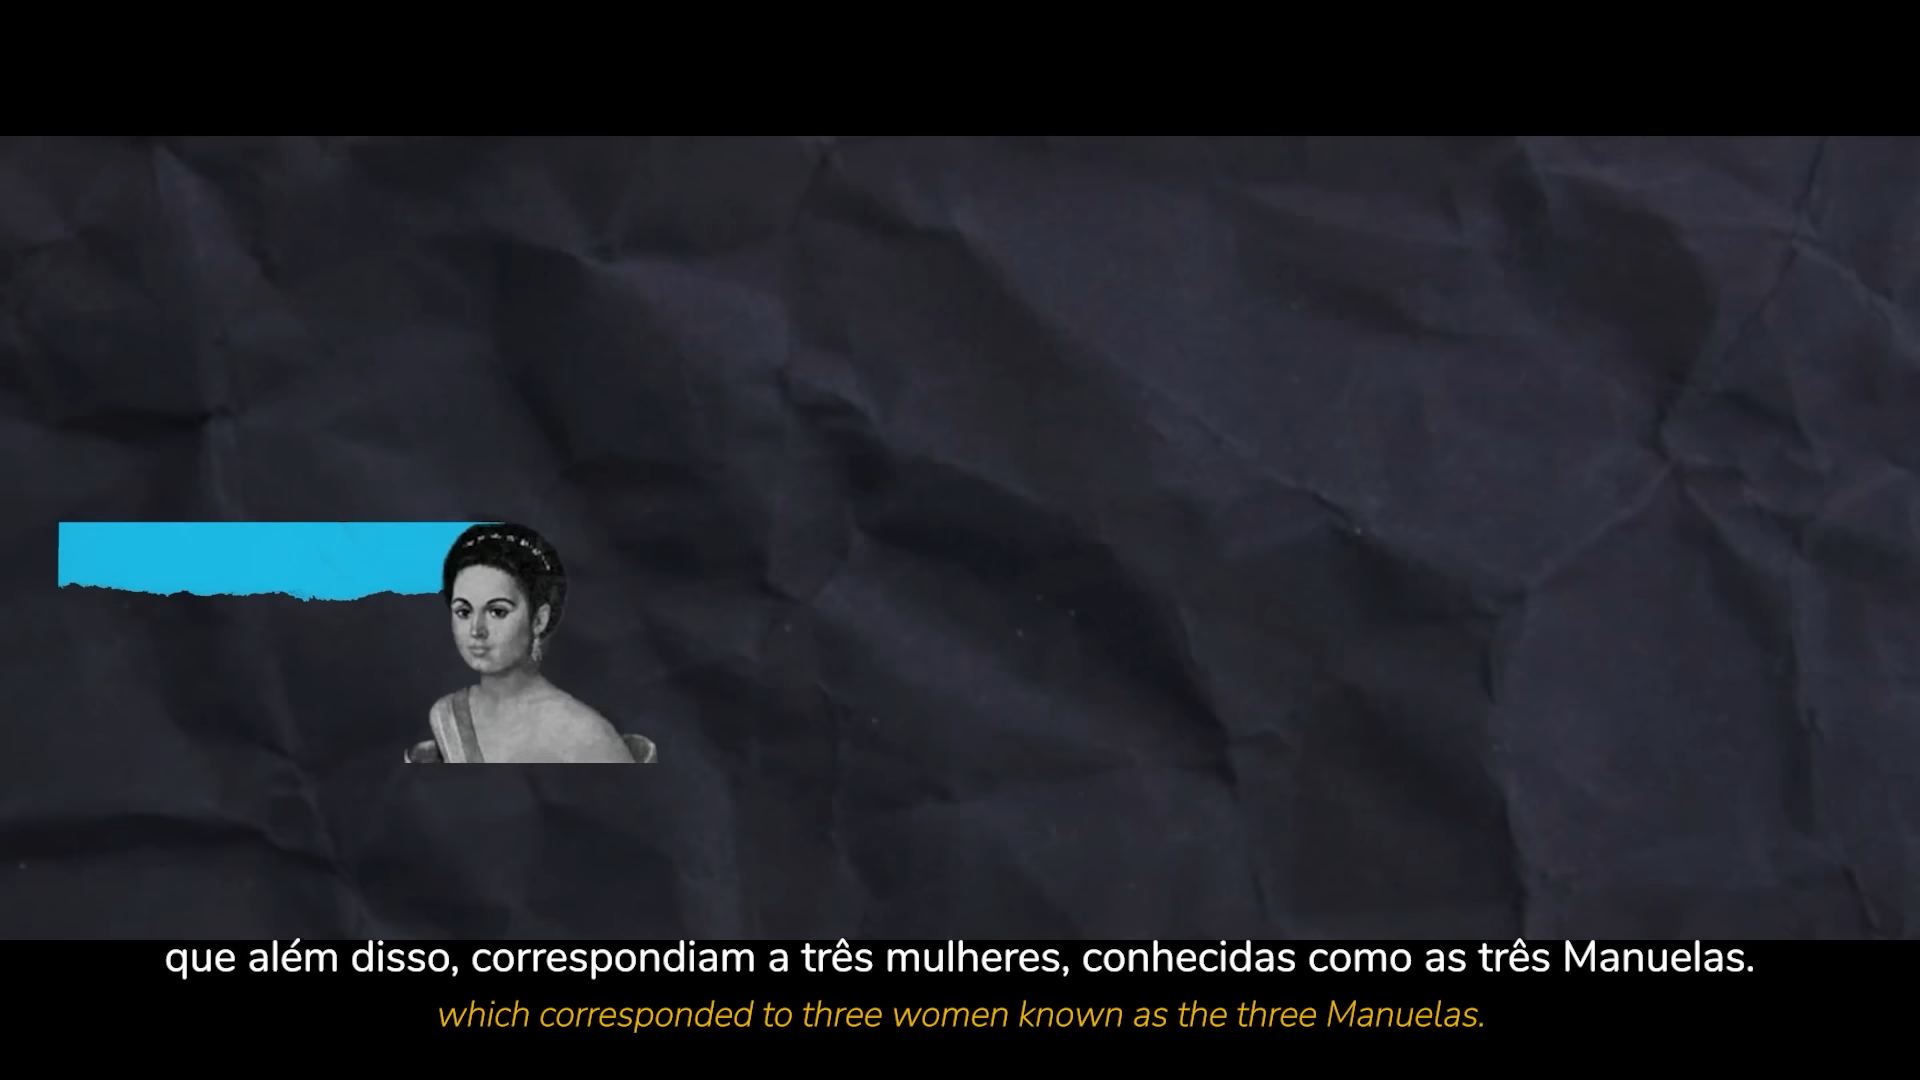 que além disso, correspondiam a três mulheres, conhecidas como as três Manuelas.
which corresponded to three women known as the three Manuelas.